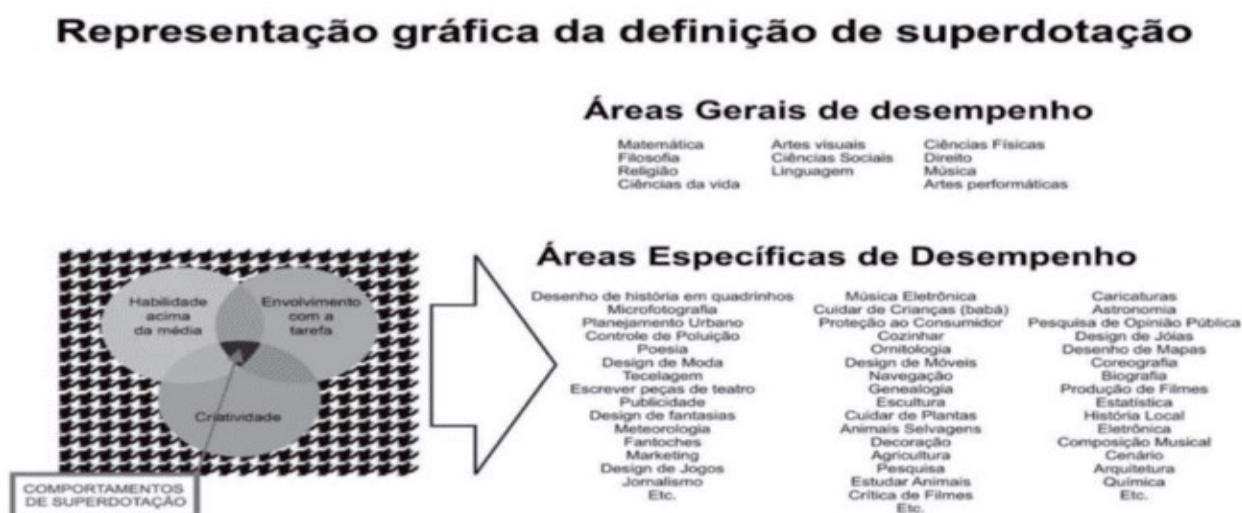 Representação gráfica da definição de superdotação
Áreas Gerais de desempenho
Matemática
Filosofia
Religião
Ciências da vida
Artes visuais
Ciências Sociais
Linguagem
Ciências Físicas
Direito
Música
Artes performáticas
Habilidade
acima
da média
Envolvimento
com a
tarefa
Criatividade
COMPORTAMENTOS
DE SUPERDOTAÇÃO
Áreas Específicas de Desempenho
Desenho de história em quadrinhos
Microfotografia
Planejamento Urbano
Controle de Poluição
Poesia
Design de Moda
Tecelagem
Escrever peças de teatro
Publicidade
Design de fantasias
Meteorologia
Fantoches
Marketing
Design de Jogos
Jornalismo
Etc.
Música Eletrônica
Cuidar de Crianças (babá)
Proteção ao Consumidor
Cozinhar
Ornitologia
Design de Móveis
Navegação
Genealogia
Escultura
Cuidar de Plantas
Animais Selvagens
Decoração
Agricultura
Pesquisa
Estudar Animais
Crítica de Filmes
Etc.
Caricaturas
Astronomia
Pesquisa de Opinião Pública
Design de Jóias
Desenho de Mapas
Coreografia
Biografia
Produção de Filmes
Estatística
História Local
Eletrônica
Composição Musical
Cenário
Arquitetura
Química
Etc.